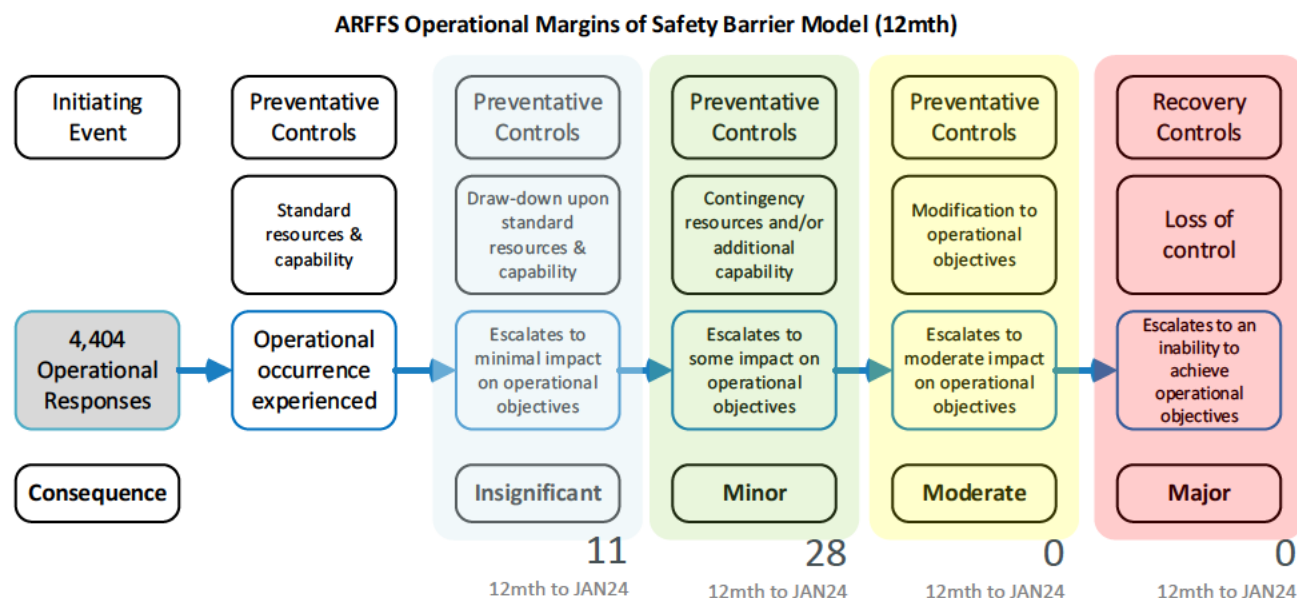 ARFFS Operational Margins of Safety Barrier Model (12mth)
Initiating
Event
Preventative
Controls
Preventative
Controls
Preventative
Controls
Preventative
Controls
Recovery
Controls
Standard
resources &
capability
Draw-down upon
standard
resources &
capability
Contingency
resources and/or
additional
capability
Modification to
operational
objectives
Loss of
control
4,404
Operational
Responses
Operational
occurrence
experienced
Escalates to
minimal impact
on operational
objectives
Escalates to
some impact on
operational
objectives
Escalates to
moderate impact
on operational
objectives
Escalates to an
inability to
achieve
operational
objectives
Consequence
Insignificant
Minor
Moderate
Major
11
12mth to JAN24
28
12mth to JAN24
0
12mth to JAN24
0
12mth to JAN24